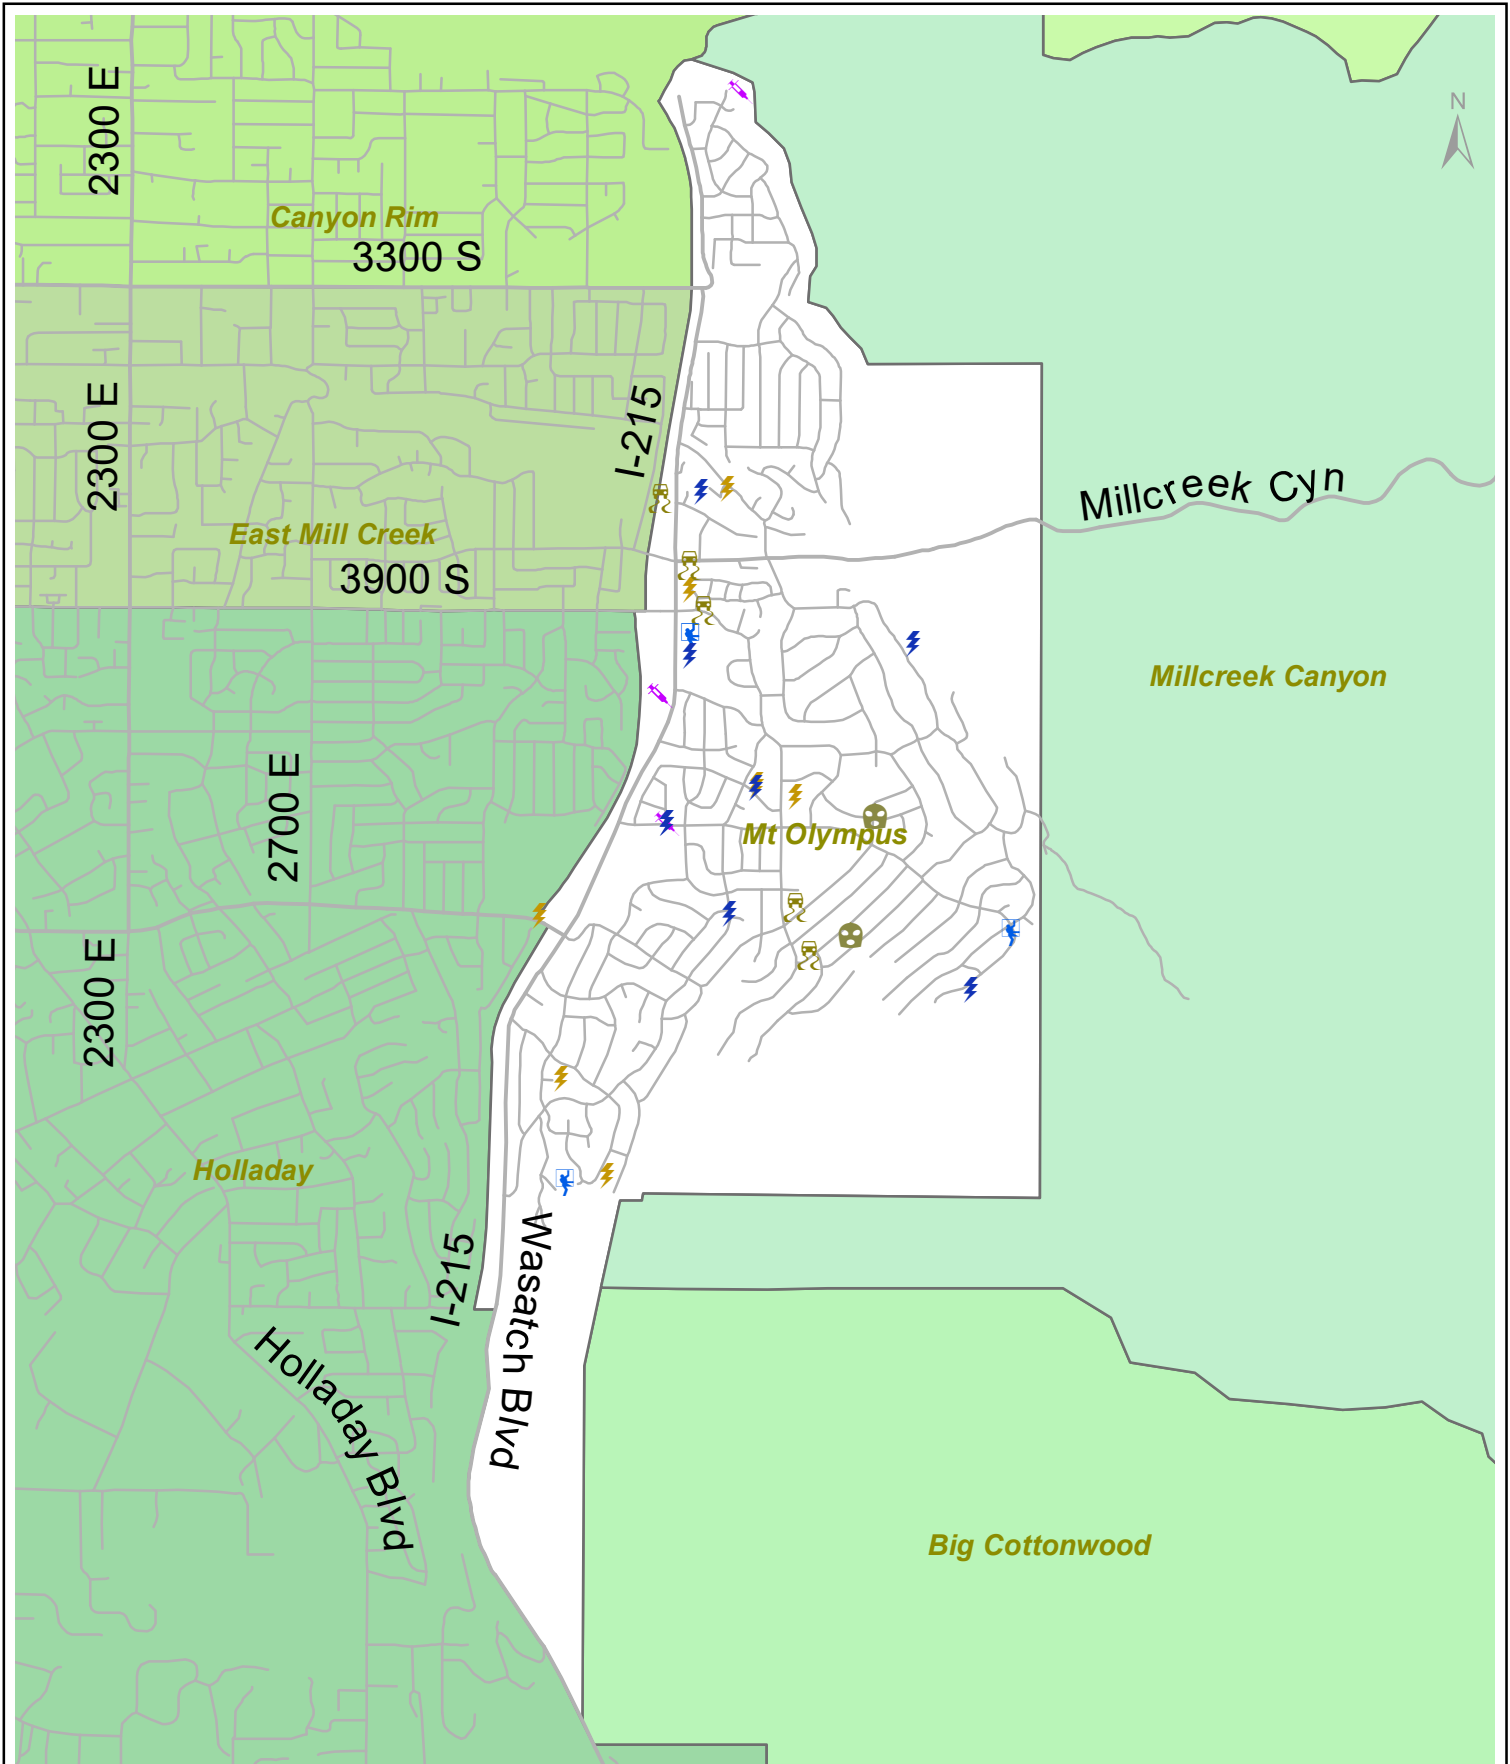 N
2300 E
Canyon Rim
3300 S
I-215
2300 E
Millcreek Cyn
East Mill Creek
3900 S
Millcreek Canyon
2700 E
Mt Olympus
2300 E
Holladay
I-215
Wasatch Blvd
Holladay Blvd
Big Cottonwood